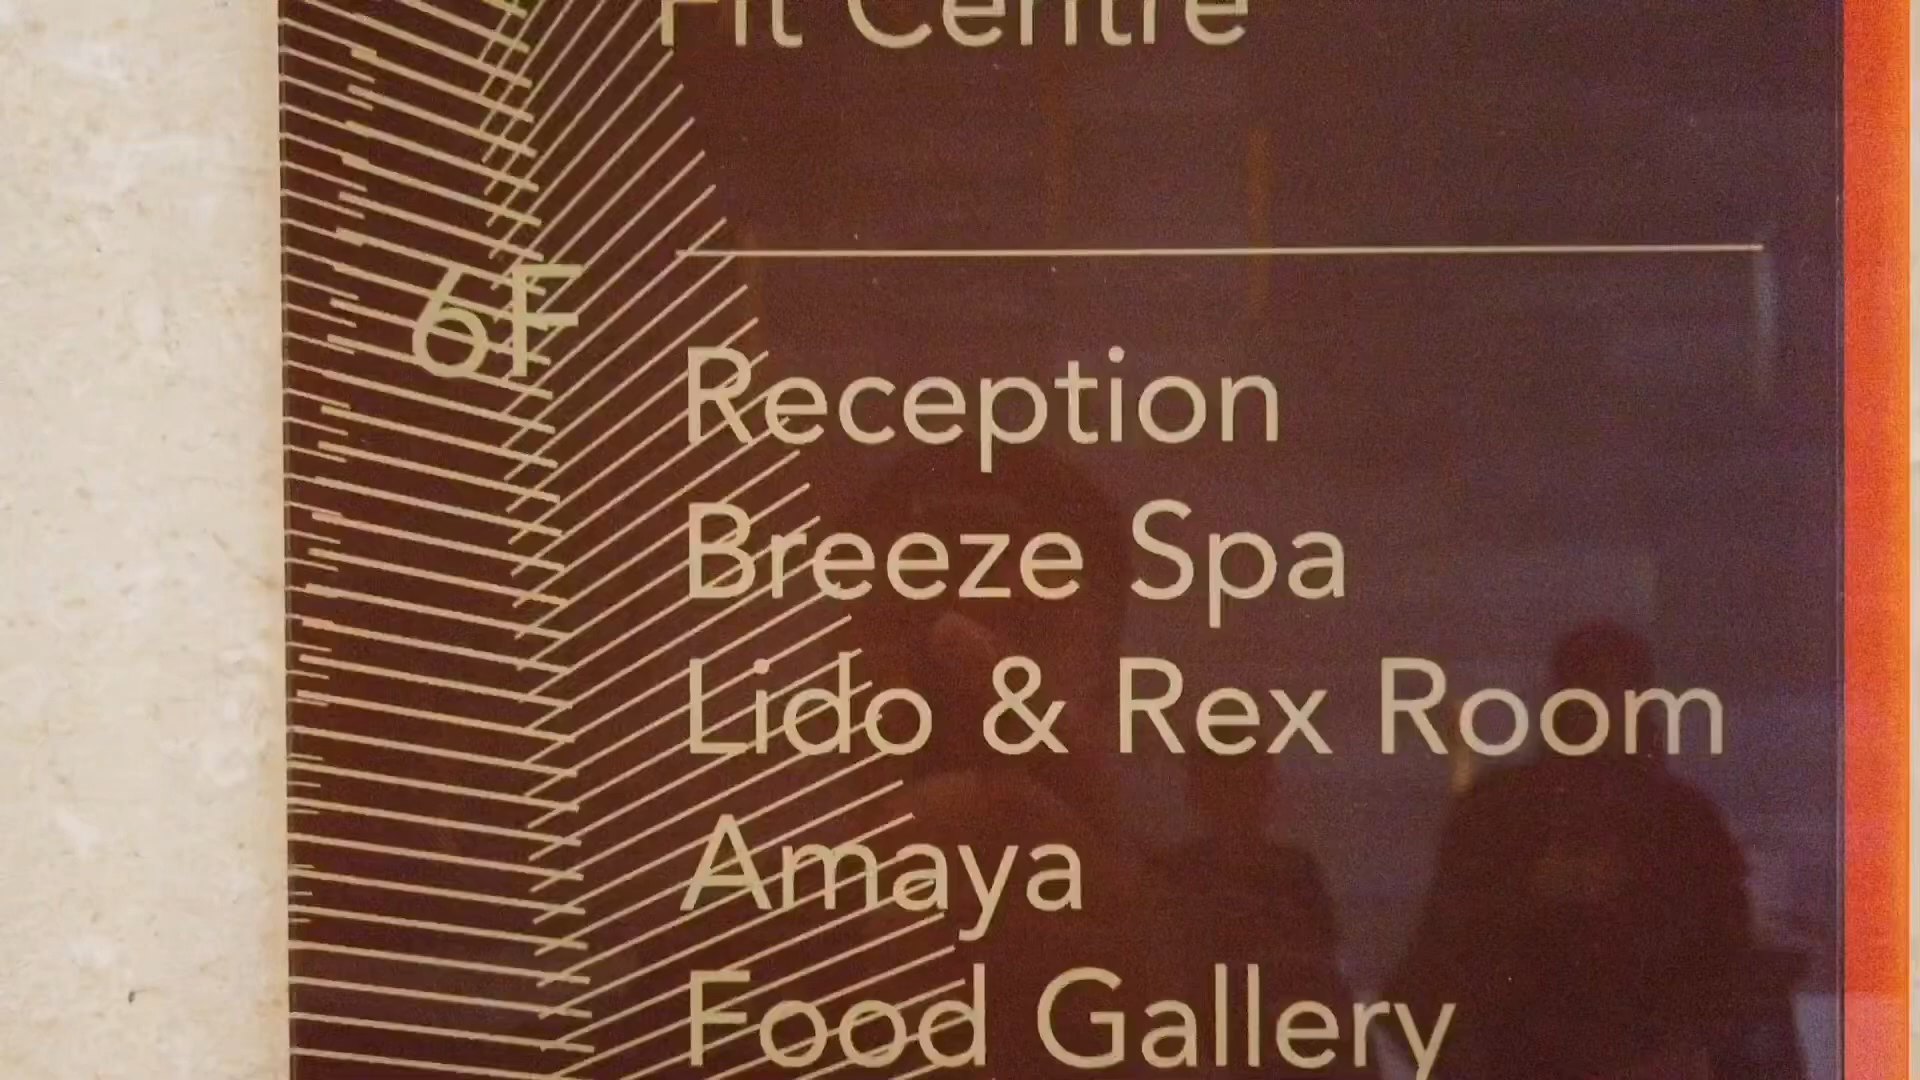 Fit Centre
6F
Reception
Breeze Spa
Lido & Rex Room
Amaya
Food Gallery